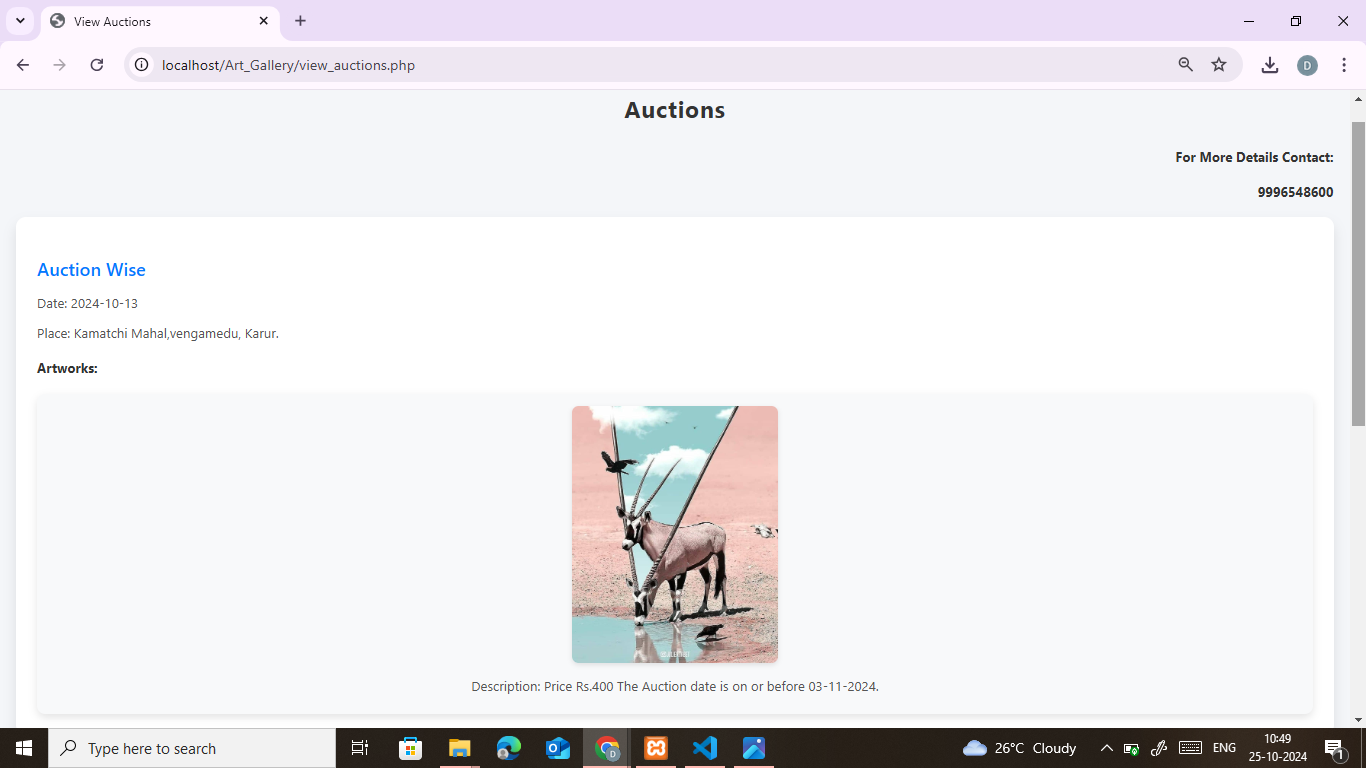 View Auctions
localhost/Art_Gallery/view_auctions.php
D
Auctions
For More Details Contact:
9996548600
Auction Wise
Date: 2024-10-13
Place: Kamatchi Mahal,vengamedu, Karur.
Artworks:
Description: Price Rs.400 The Auction date is on or before 03-11-2024.
Type here to search
D
26°C Cloudy
ENG
10:49
25-10-2024
1